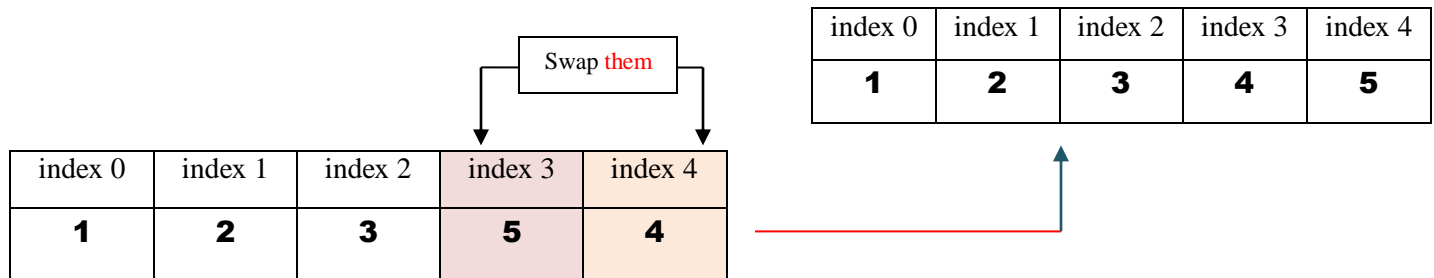 index 0 index 1 index 2 index 3 index 4
1 2 3 4 5
Swap them
index 0 index 1 index 2 index 3 index 4
1 2 3 5 4